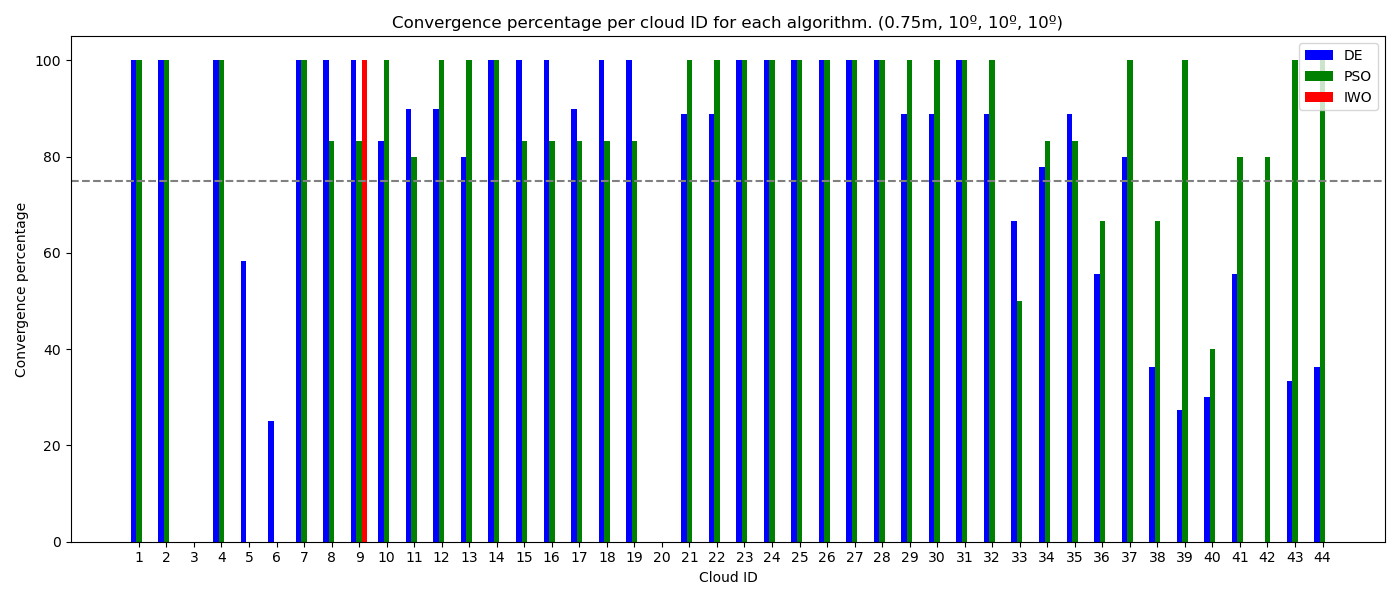 Convergence percentage per cloud ID for each algorithm. (0.75m, 10º, 10º, 10º)
DE
PSO
IWO
Convergence percentage
100
80
60
40
20
0
1 2 3 4 5 6 7 8 9 10 11 12 13 14 15 16 17 18 19 20 21 22 23 24 25 26 27 28 29 30 31 32 33 34 35 36 37 38 39 40 41 42 43 44
Cloud ID